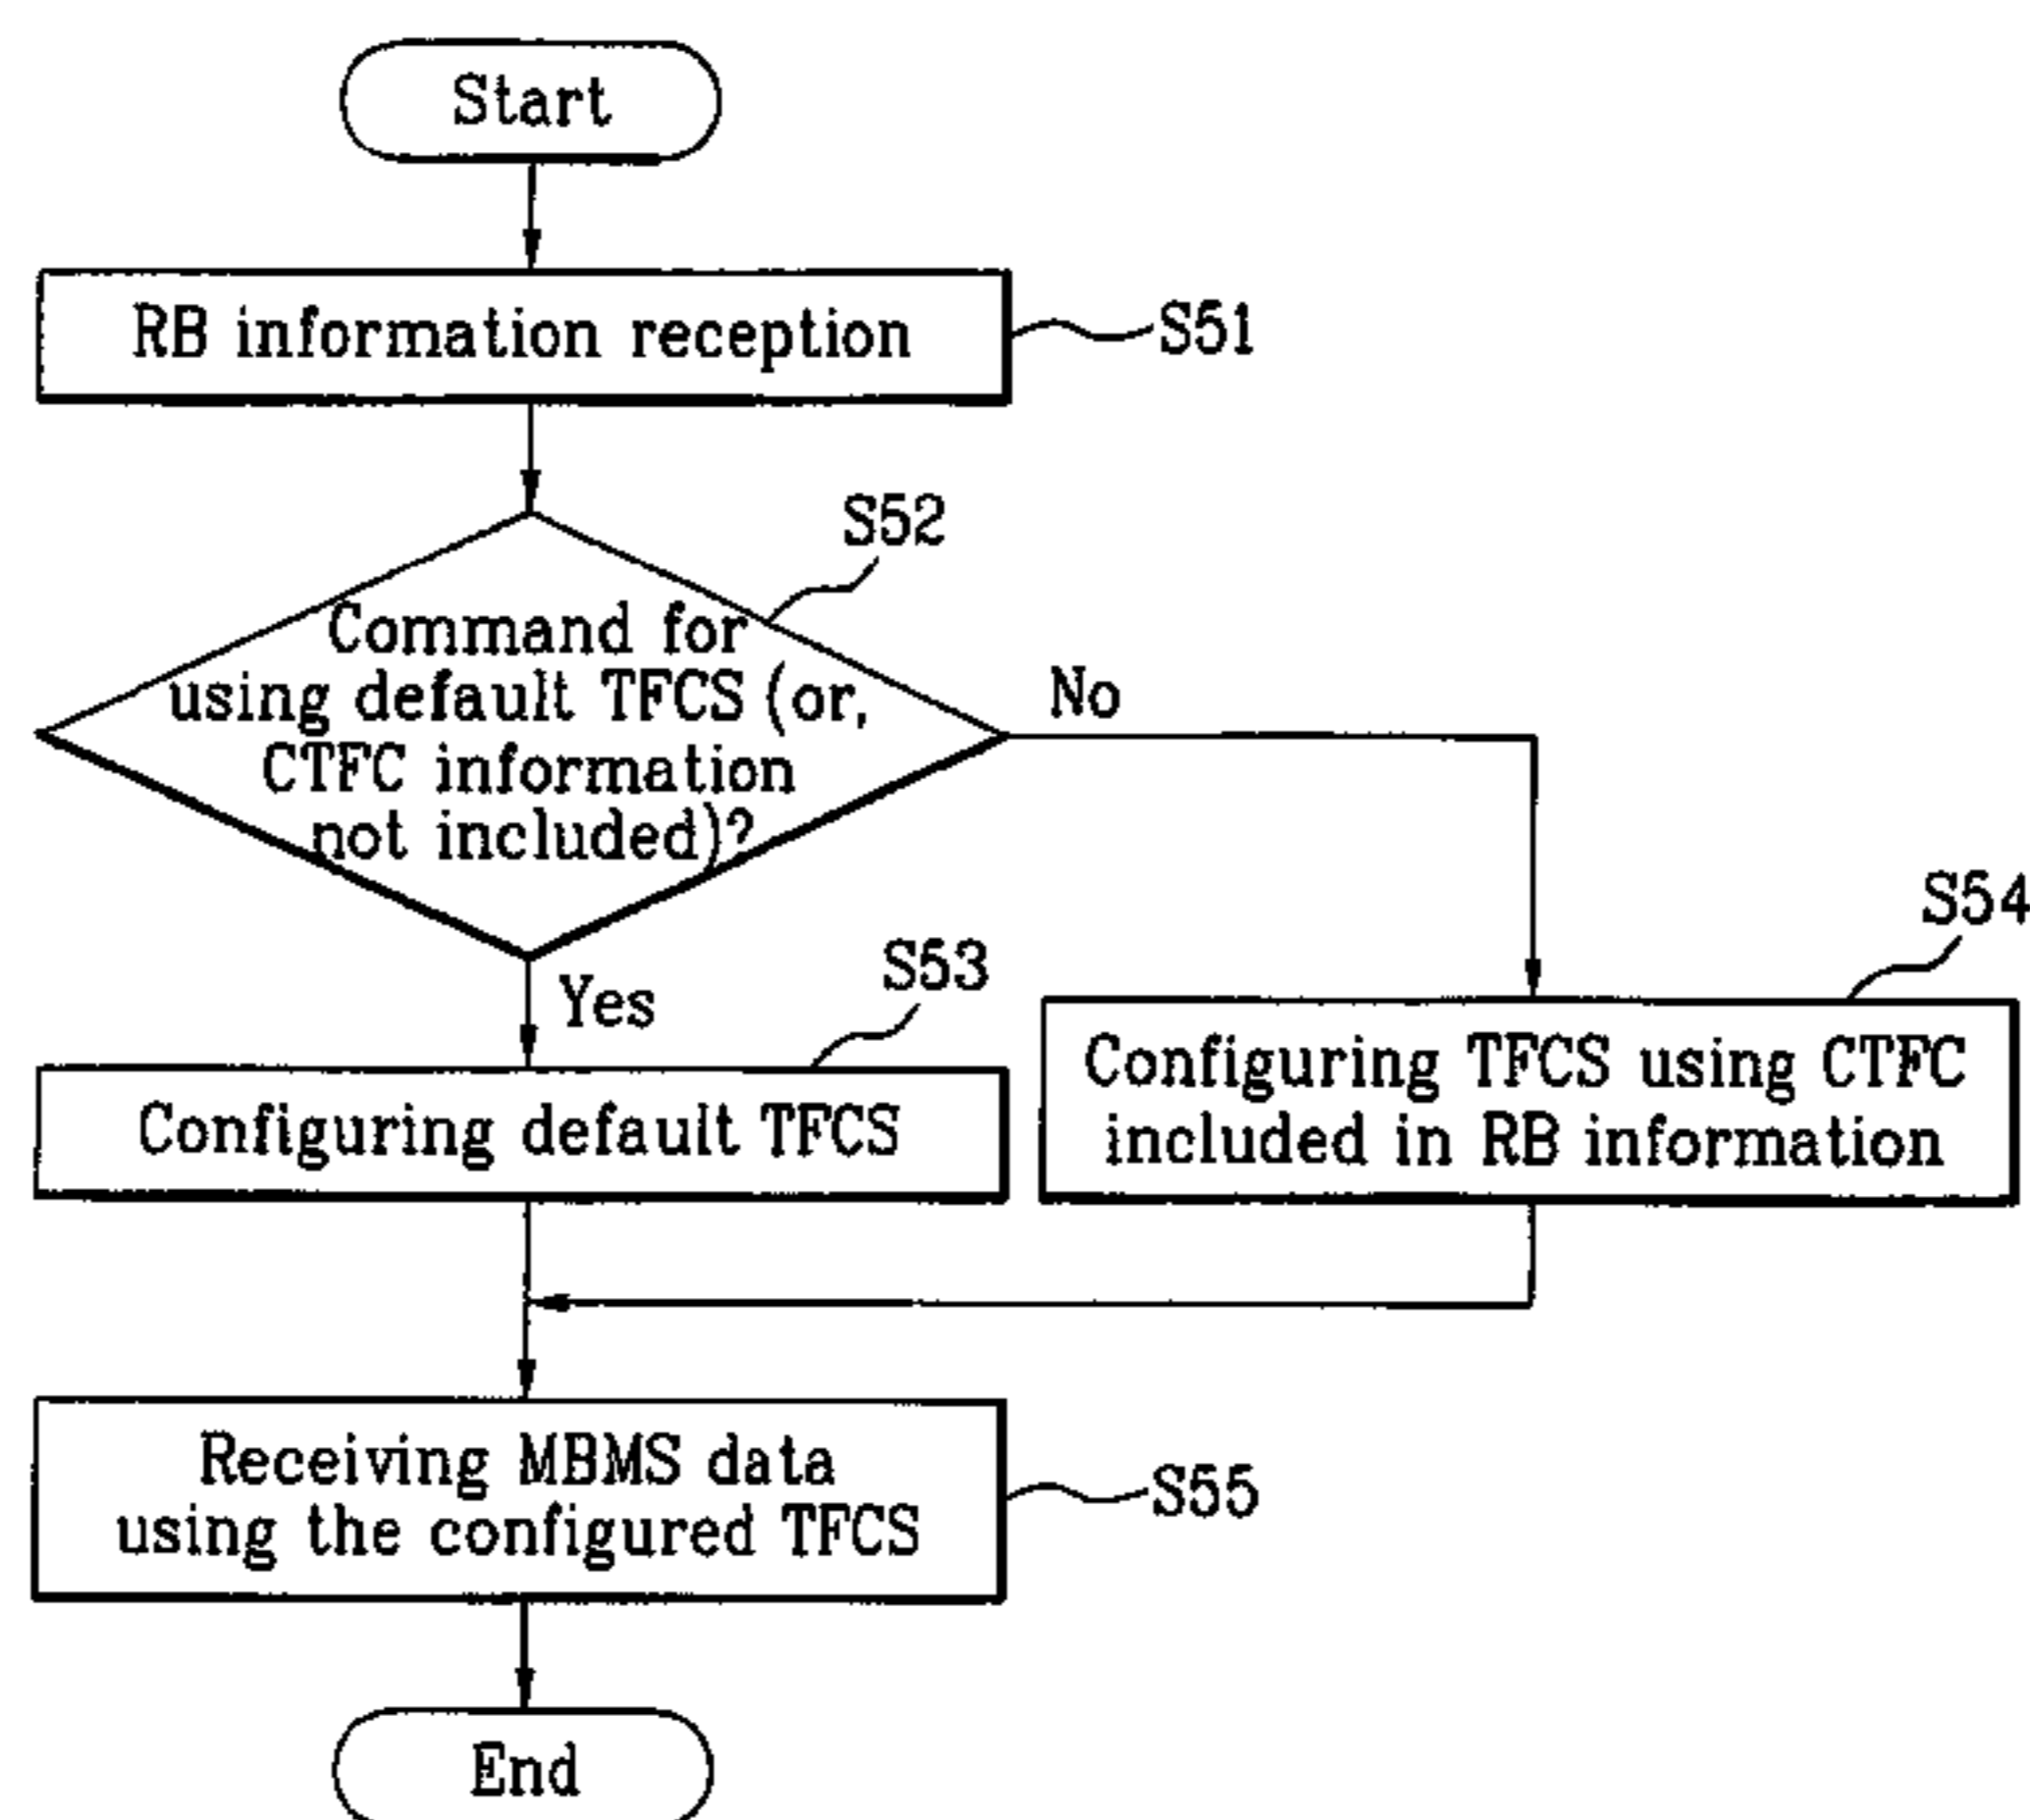 Start
RB information reception
S51
S52
Command for
using default TFCS (or,
CTFC information
not included)?
No
Yes
S53
Configuring default TFCS
S54
Configuring TFCS using CTFC
included in RB information
Receiving MBMS data
using the configured TFCS
S55
End